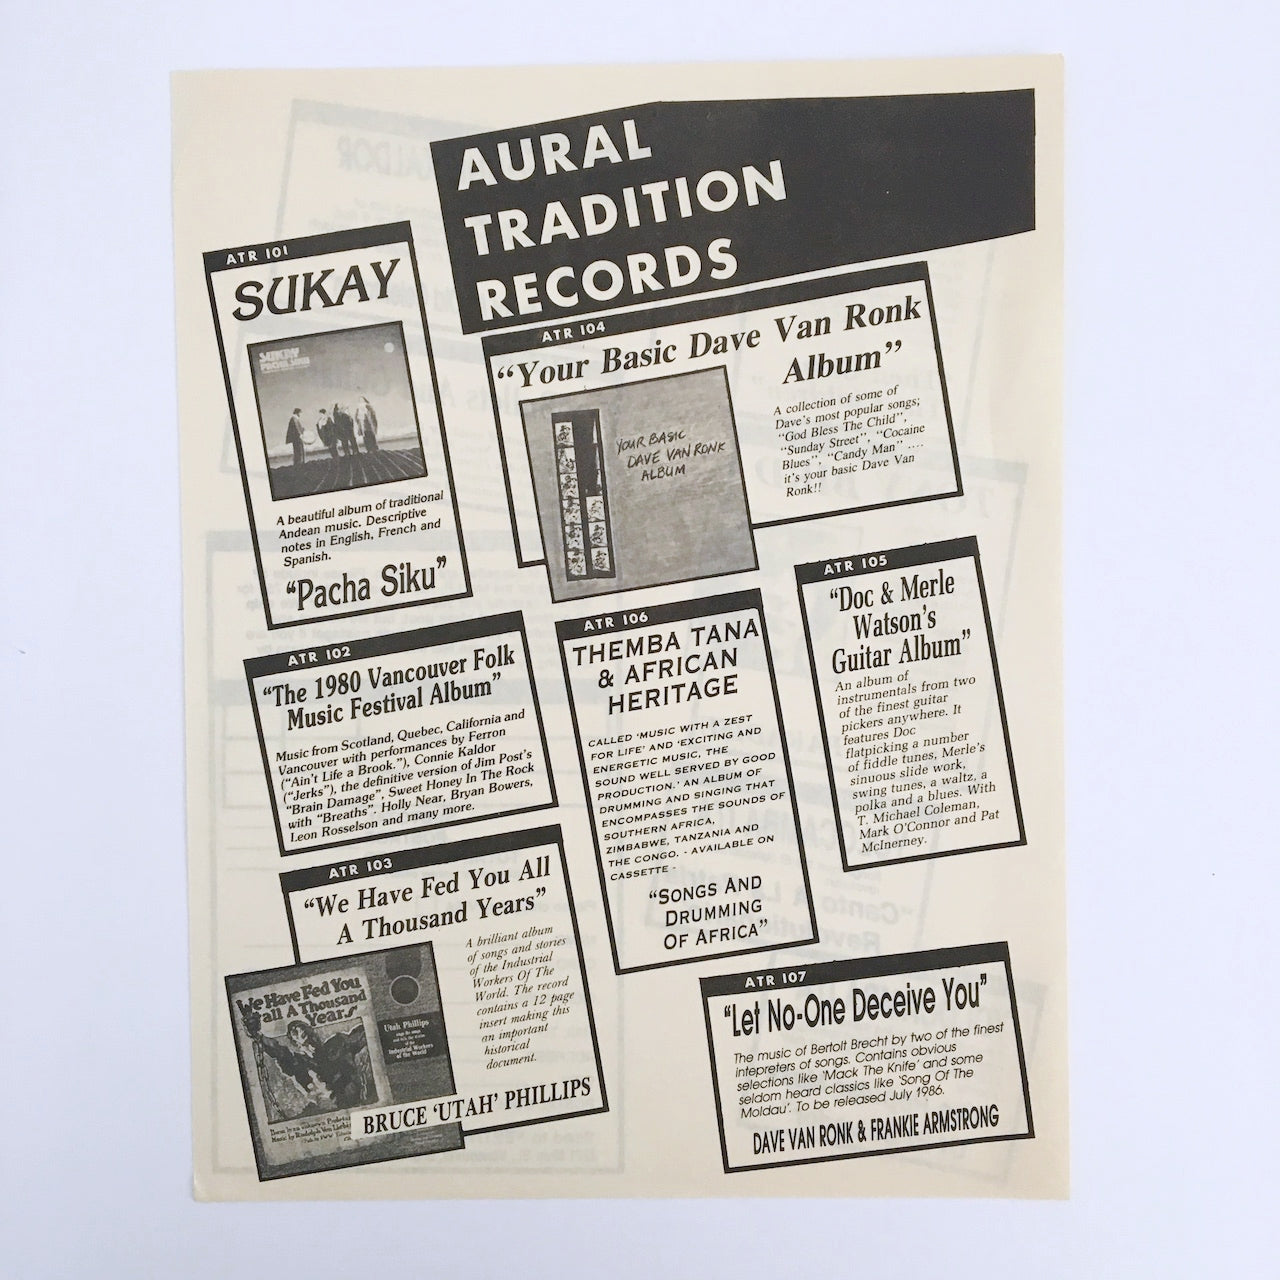 AURAL
TRADITION
RECORDS
ATR 101
SUKAY
SUKAY
PACHA SIKU
A beautiful album of traditional
Andean music. Descriptive
notes in English, French and
Spanish.
“Pacha Siku”
ATR 102
“The 1980 Vancouver Folk
Music Festival Album”
Music from Scotland, Quebec, California and
Vancouver with performances by Ferron
(“Ain't Life a Brook.”), Connie Kaldor
(“Jerks”), the definitive version of Jim Post's
“Brain Damage”, Sweet Honey In The Rock
with “Breaths”. Holly Near, Bryan Bowers,
Leon Rosselson and many more.
ATR 103
“We Have Fed You All
A Thousand Years”
A brilliant album
of songs and stories
of the Industrial
Workers Of The
World. The record
contains a 12 page
insert making this
an important
historical
document.
We Have Fed You
all A Thousand
Years
Utah Phillips
Industrial Workers
of the World
BRUCE ‘UTAH’ PHILLIPS
ATR 104
“Your Basic Dave Van Ronk
Album”
YOUR BASIC
DAVE VAN RONK
ALBUM
A collection of some of
Dave's most popular songs;
“God Bless The Child”,
“Sunday Street”, “Cocaine
Blues”, “Candy Man” ....
it's your basic Dave Van
Ronk!!
ATR 105
“Doc & Merle
Watson's
Guitar Album”
An album of
instrumentals from two
of the finest guitar
pickers anywhere. It
features Doc
flatpicking a number
of fiddle tunes, Merle's
sinuous slide work,
swing tunes, a waltz, a
polka and a blues. With
T. Michael Coleman,
Mark O'Connor and Pat
McInerney.
ATR 106
THEMBA TANA
& AFRICAN
HERITAGE
CALLED ‘MUSIC WITH A ZEST
FOR LIFE’ AND ‘EXCITING AND
ENERGETIC MUSIC, THE
SOUND WELL SERVED BY GOOD
PRODUCTION.’ AN ALBUM OF
DRUMMING AND SINGING THAT
ENCOMPASSES THE SOUNDS OF
SOUTHERN AFRICA,
ZIMBABWE, TANZANIA AND
THE CONGO. - AVAILABLE ON
CASSETTE -
“SONGS AND
DRUMMING
OF AFRICA”
ATR 107
“Let No-One Deceive You”
The music of Bertolt Brecht by two of the finest
intepreters of songs. Contains obvious
selections like ‘Mack The Knife’ and some
seldom heard classics like ‘Song Of The
Moldau’. To be released July 1986.
DAVE VAN RONK & FRANKIE ARMSTRONG